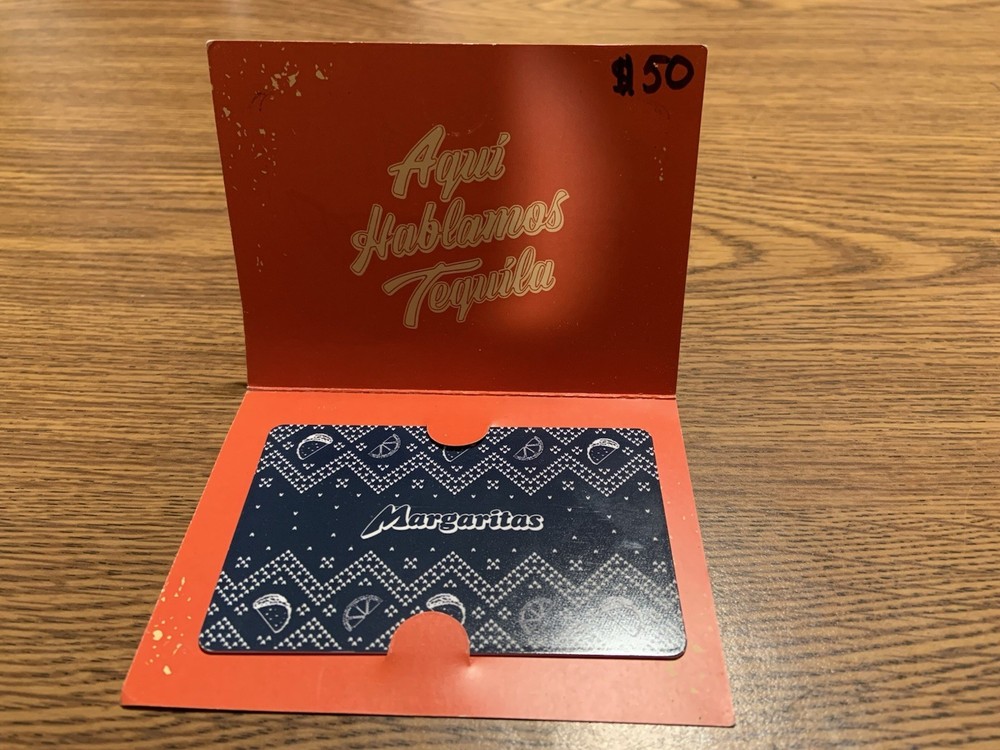 $50
Aquí
Hablamos
Tequila
Margaritas